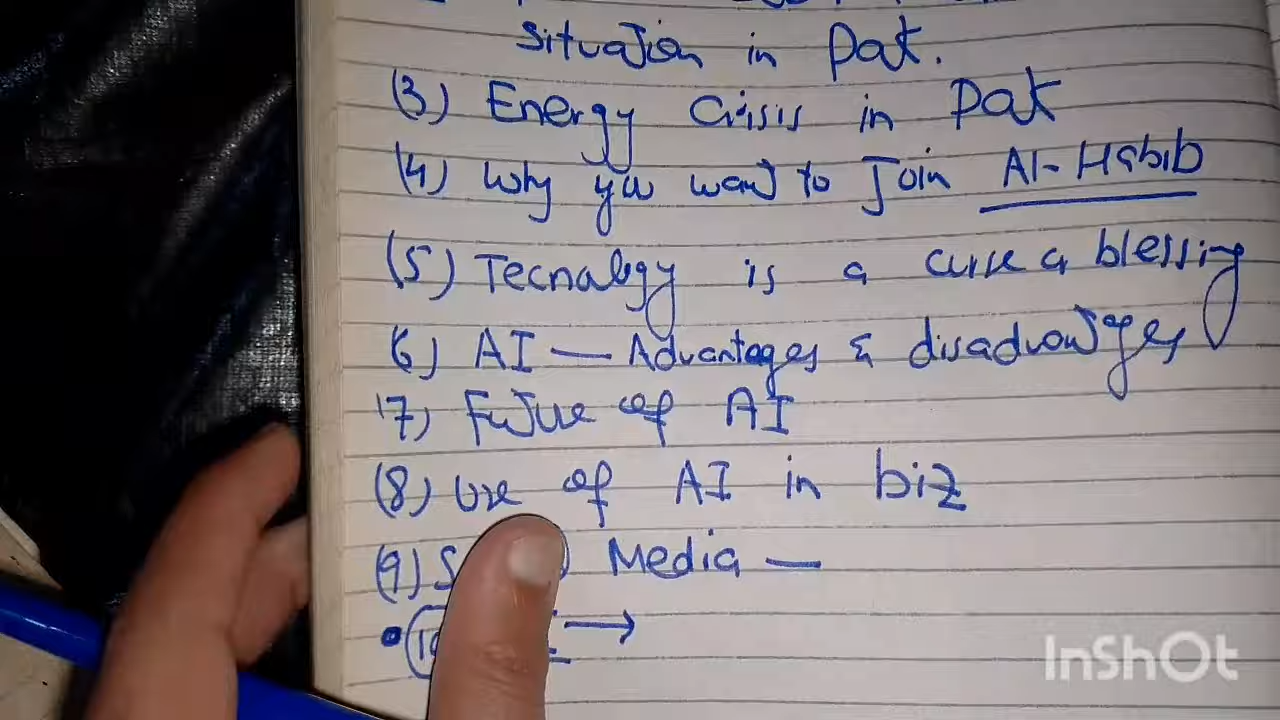 situation in Pak.
(3) Energy Crisis in Pak
(4) Why you want to Join Al-Habib
(5) Tecnalogy is a curse a blessing
(6) AI — Advantages & disadvantages
(7) Future of AI
(8) Use of AI in biz
(9) Media —
InShOt